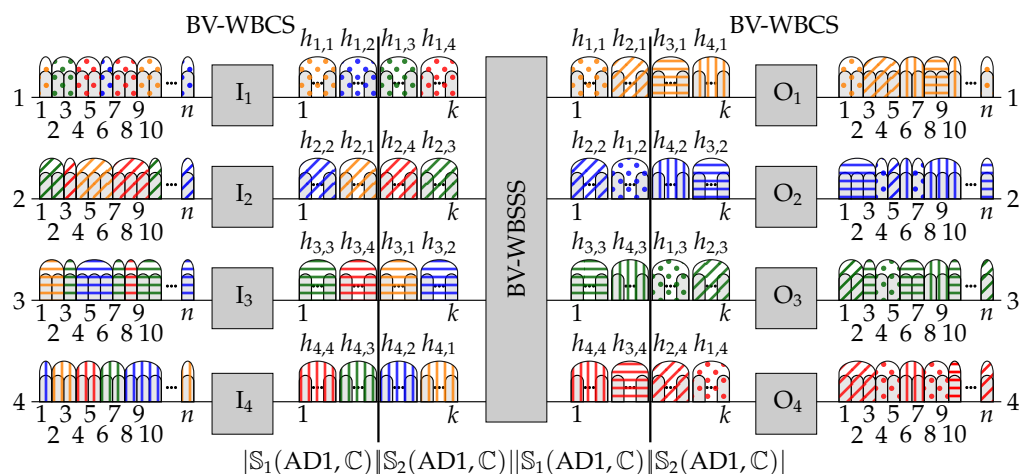 BV-WBCS BV-WBCS
h1,1 h1,2 h1,3 h1,4 h1,1 h2,1 h3,1 h4,1
1 I1 O1 1
1 3 5 7 9 n 1 k 1 k 1 3 5 7 9 n
2 4 6 8 10 2 4 6 8 10
h2,2 h2,1 h2,4 h2,3 h2,2 h1,2 h4,2 h3,2
2 I2 O2 2
1 3 5 7 9 n 1 k 1 k 1 3 5 7 9 n
2 4 6 8 10 2 4 6 8 10
BV-WBSSS
h3,3 h3,4 h3,1 h3,2 h3,3 h4,3 h1,3 h2,3
3 I3 O3 3
1 3 5 7 9 n 1 k 1 k 1 3 5 7 9 n
2 4 6 8 10 2 4 6 8 10
h4,4 h4,3 h4,2 h4,1 h4,4 h3,4 h2,4 h1,4
4 I4 O4 4
1 3 5 7 9 n 1 k 1 k 1 3 5 7 9 n
2 4 6 8 10 2 4 6 8 10
|𝕊1(AD1, ℂ)||𝕊2(AD1, ℂ)||𝕊1(AD1, ℂ)||𝕊2(AD1, ℂ)|